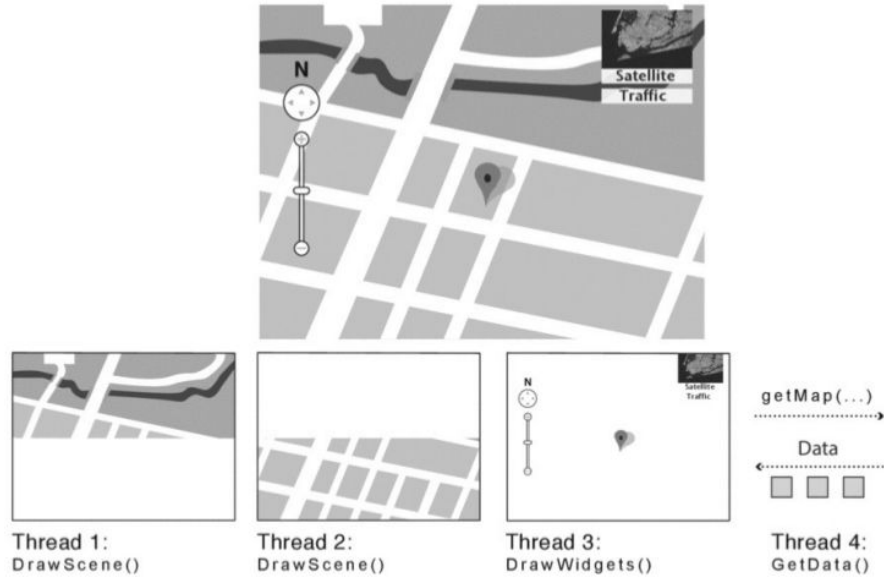 N
Satellite
Traffic
N
Satellite
Traffic
getMap(...)
Data
Thread 1:
DrawScene()
Thread 2:
DrawScene()
Thread 3:
DrawWidgets()
Thread 4:
GetData()